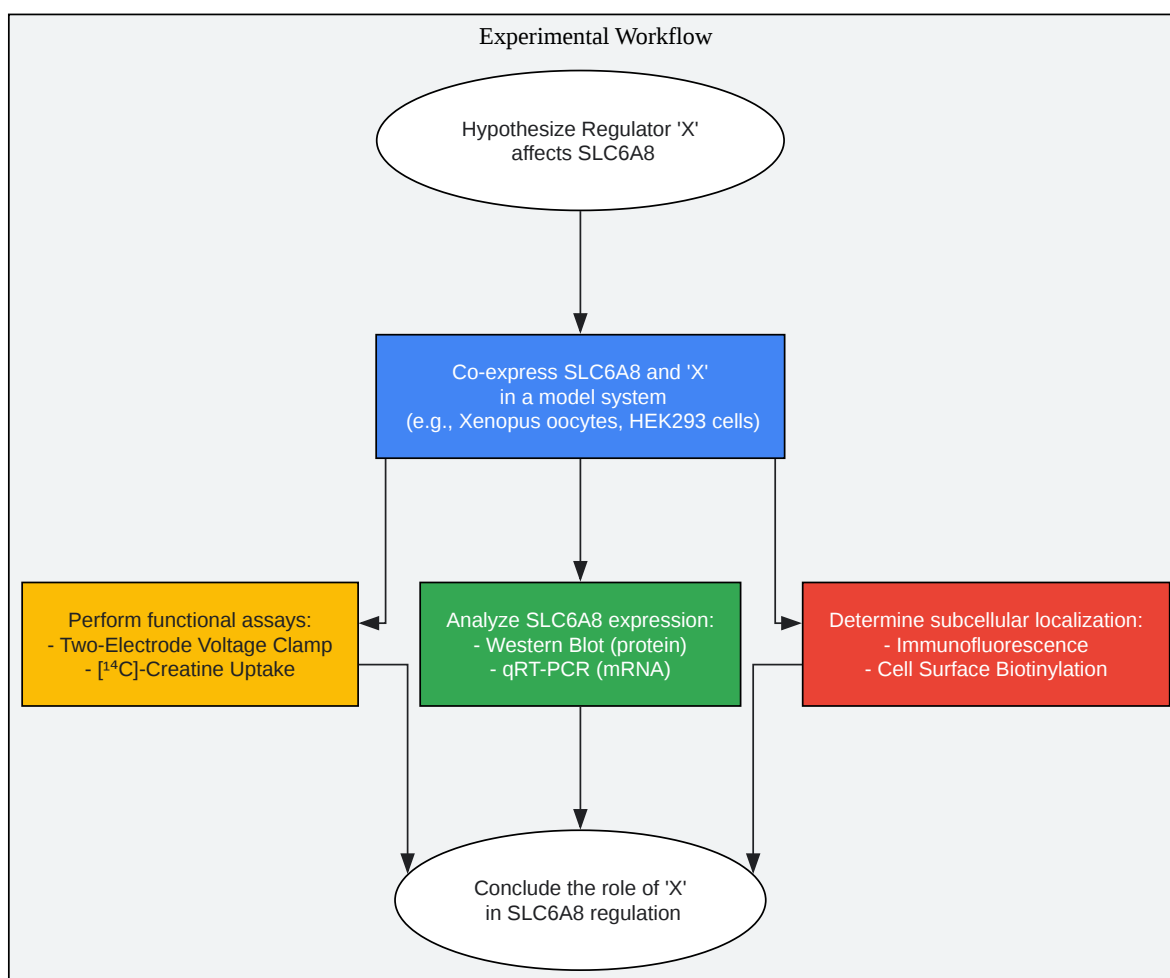 Experimental Workflow
Hypothesize Regulator 'X'
affects SLC6A8
Co-express SLC6A8 and 'X'
in a model system
(e.g., Xenopus oocytes, HEK293 cells)
Perform functional assays:
- Two-Electrode Voltage Clamp
- [¹⁴C]-Creatine Uptake
Analyze SLC6A8 expression:
- Western Blot (protein)
- qRT-PCR (mRNA)
Determine subcellular localization:
- Immunofluorescence
- Cell Surface Biotinylation
Conclude the role of 'X'
in SLC6A8 regulation